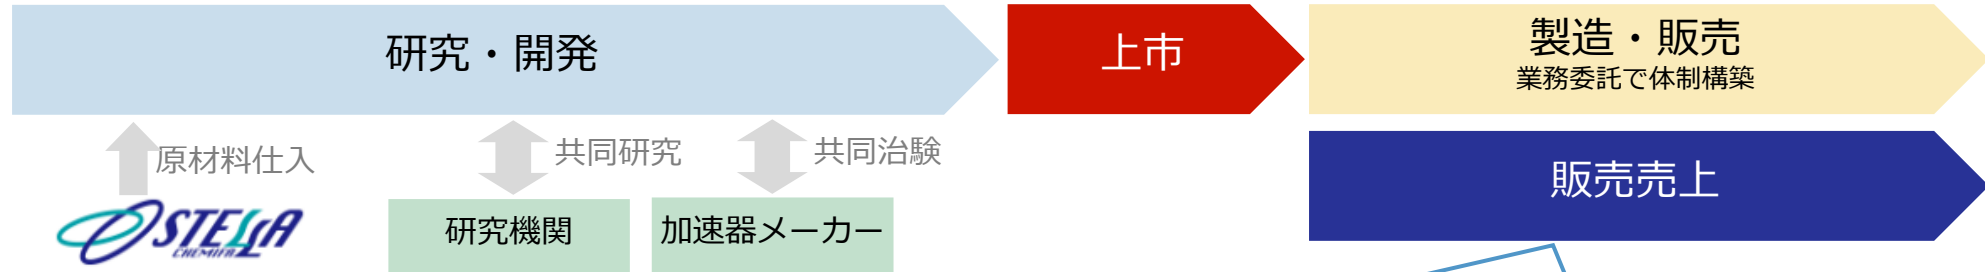 研究・開発
上市
製造・販売
業務委託で体制構築
原材料仕入
共同研究
共同治験
販売売上
STELLA
CHEMIFA
研究機関
加速器メーカー